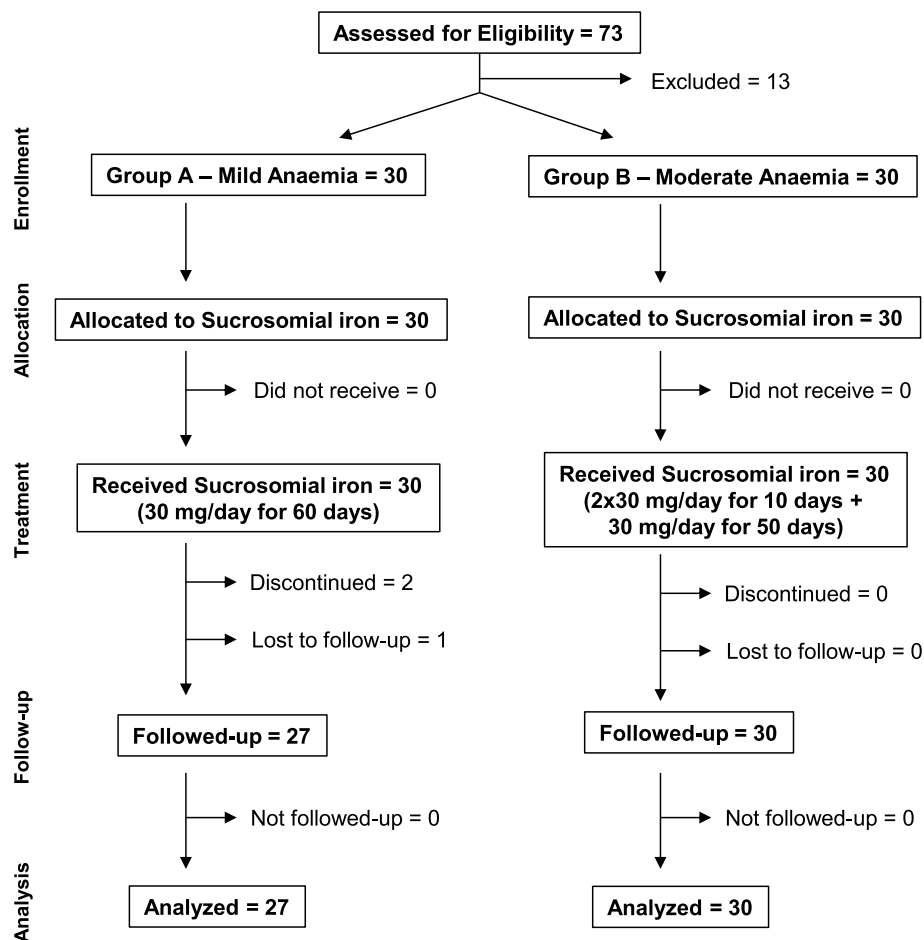 Assessed for Eligibility = 73
Excluded = 13
Enrollment
Group A – Mild Anaemia = 30
Group B – Moderate Anaemia = 30
Allocation
Allocated to Sucrosomial iron = 30
Allocated to Sucrosomial iron = 30
Did not receive = 0
Did not receive = 0
Treatment
Received Sucrosomial iron = 30
(30 mg/day for 60 days)
Received Sucrosomial iron = 30
(2x30 mg/day for 10 days +
30 mg/day for 50 days)
Discontinued = 2
Discontinued = 0
Lost to follow-up = 1
Lost to follow-up = 0
Follow-up
Followed-up = 27
Followed-up = 30
Not followed-up = 0
Not followed-up = 0
Analysis
Analyzed = 27
Analyzed = 30